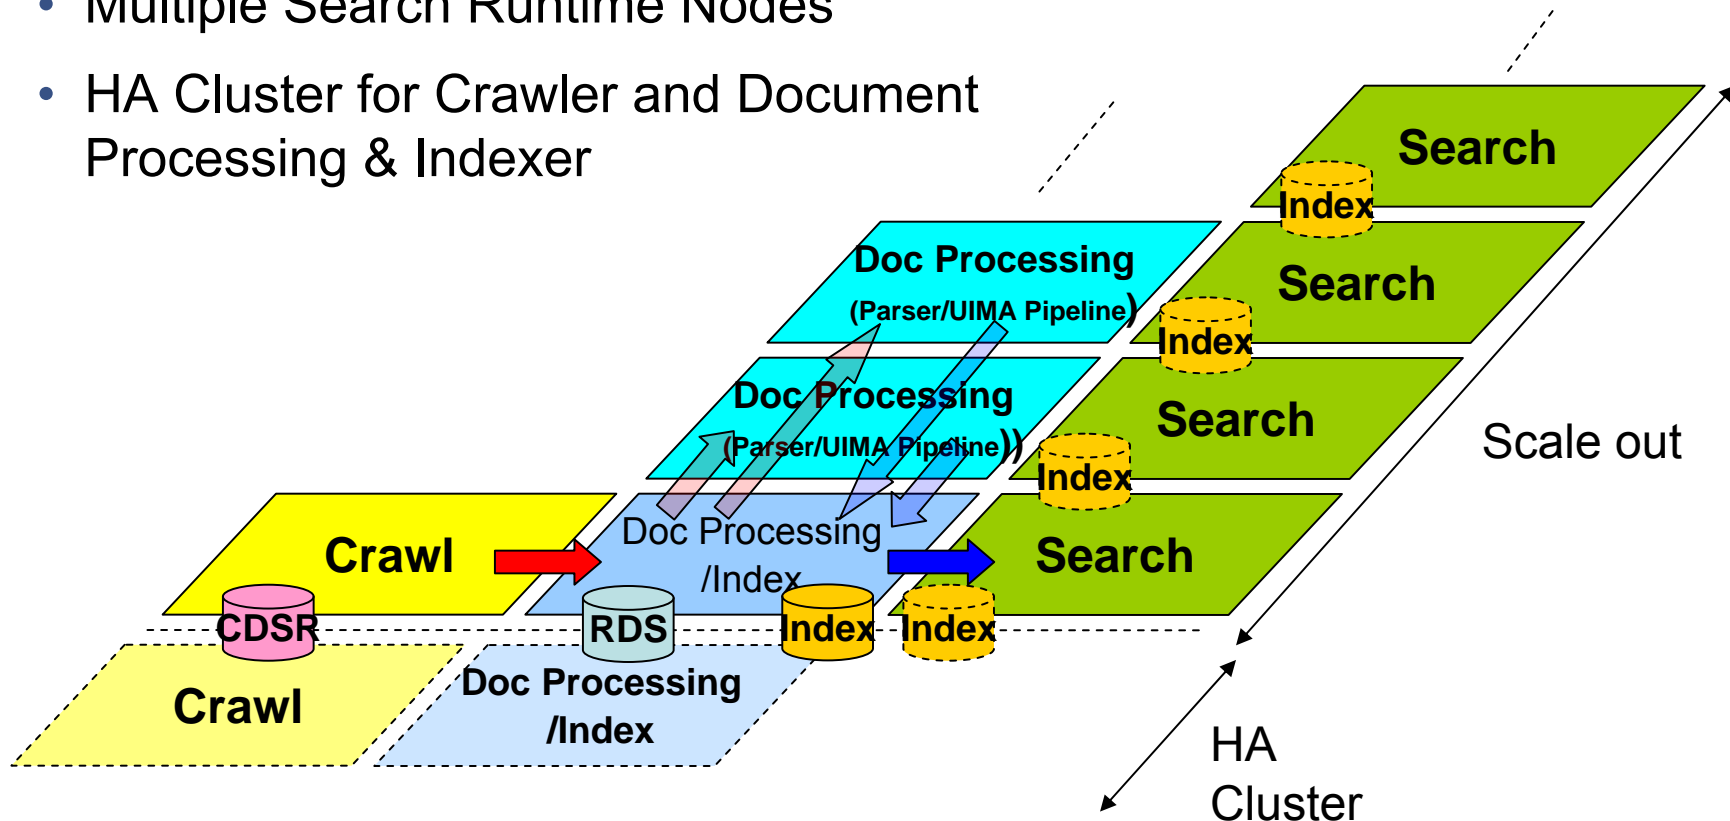 • Multiple Search Runtime Nodes
• HA Cluster for Crawler and Document
Processing & Indexer
Search
Index
Doc Processing
(Parser/UIMA Pipeline)
Search
Index
Doc Processing
(Parser/UIMA Pipeline))
Search
Index
Scale out
Crawl
Doc Processing
/Index
Search
CDSR
RDS
Index
Index
Crawl
Doc Processing
/Index
HA
Cluster